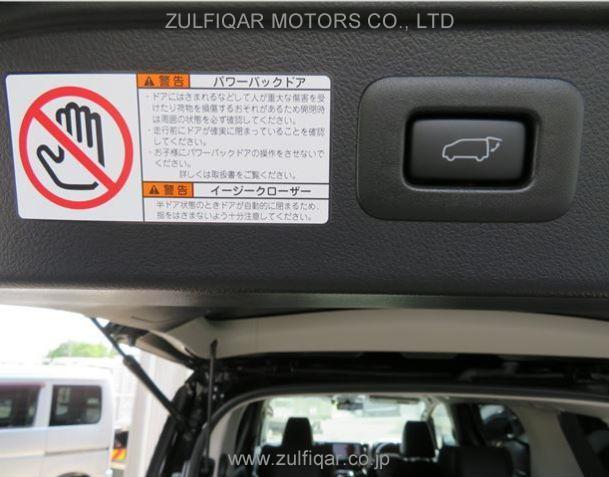 ZULFIQAR MOTORS CO., LTD
警告 パワーバックドア
・ドアにはさまれるなどして人が重大な傷害を受
けたり荷物を損傷するおそれがあるため開閉時
は周囲の状態を必ず確認してください。
・走行前にドアが確実に閉まっていることを確認
してください。
・お子様にパワーバックドアの操作をさせないで
ください。
詳しくは取扱書をご覧ください。
警告 イージークローザー
半ドア状態のときドアが自動的に閉まるため、
指をはさまないよう十分注意してください。
www.zulfiqar.co.jp